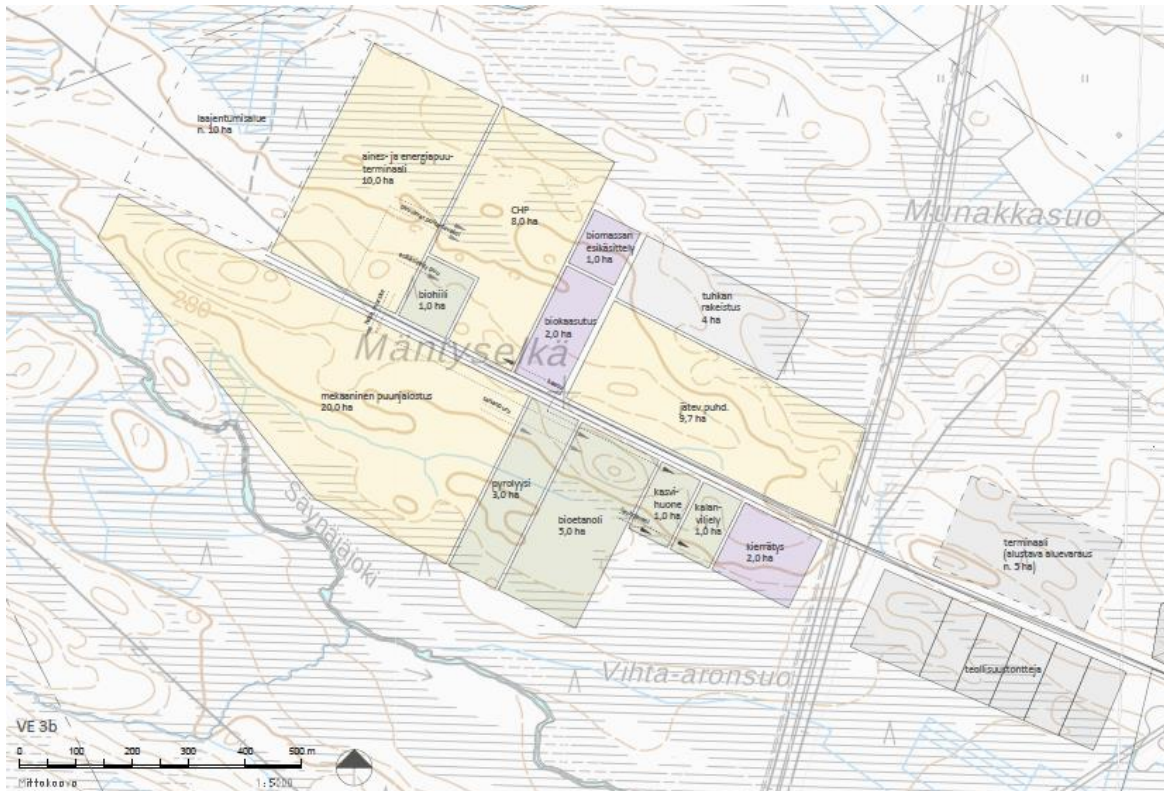 laajentumisalue
n. 10 ha
aines- ja energiapuu-
terminaali
10,0 ha
CHP
8,0 ha
biomassan
esikäsittely
1,0 ha
Munakkasuo
biohiili
1,0 ha
biokaasutus
2,0 ha
tuhkan
rakeistus
4 ha
280
Mäntyselkä
mekaaninen puunjalostus
20,0 ha
jätev.puhd.
9,7 ha
pyrolyysi
3,0 ha
bioetanoli
5,0 ha
kasvi-
huone
1,0 ha
kalan-
viljely
1,0 ha
kierrätys
2,0 ha
terminaali
(alustava aluevaraus
n. 5 ha)
Säynäjäjoki
teollisuustontteja
Vihta-aronsuo
VE 3b
0 100 200 300 400 500 m
Mittakaava 1:5000